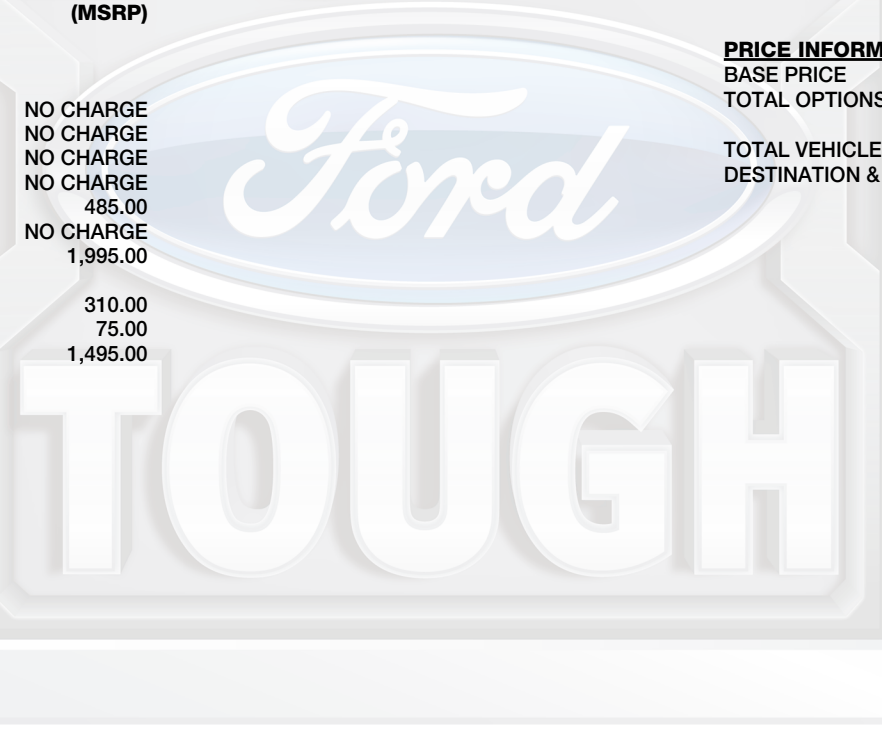 (MSRP)
NO CHARGE
NO CHARGE
NO CHARGE
NO CHARGE
485.00
NO CHARGE
1,995.00
310.00
75.00
1,495.00
PRICE INFORM
BASE PRICE
TOTAL OPTIONS
TOTAL VEHICLE
DESTINATION &
Ford
TOUGH